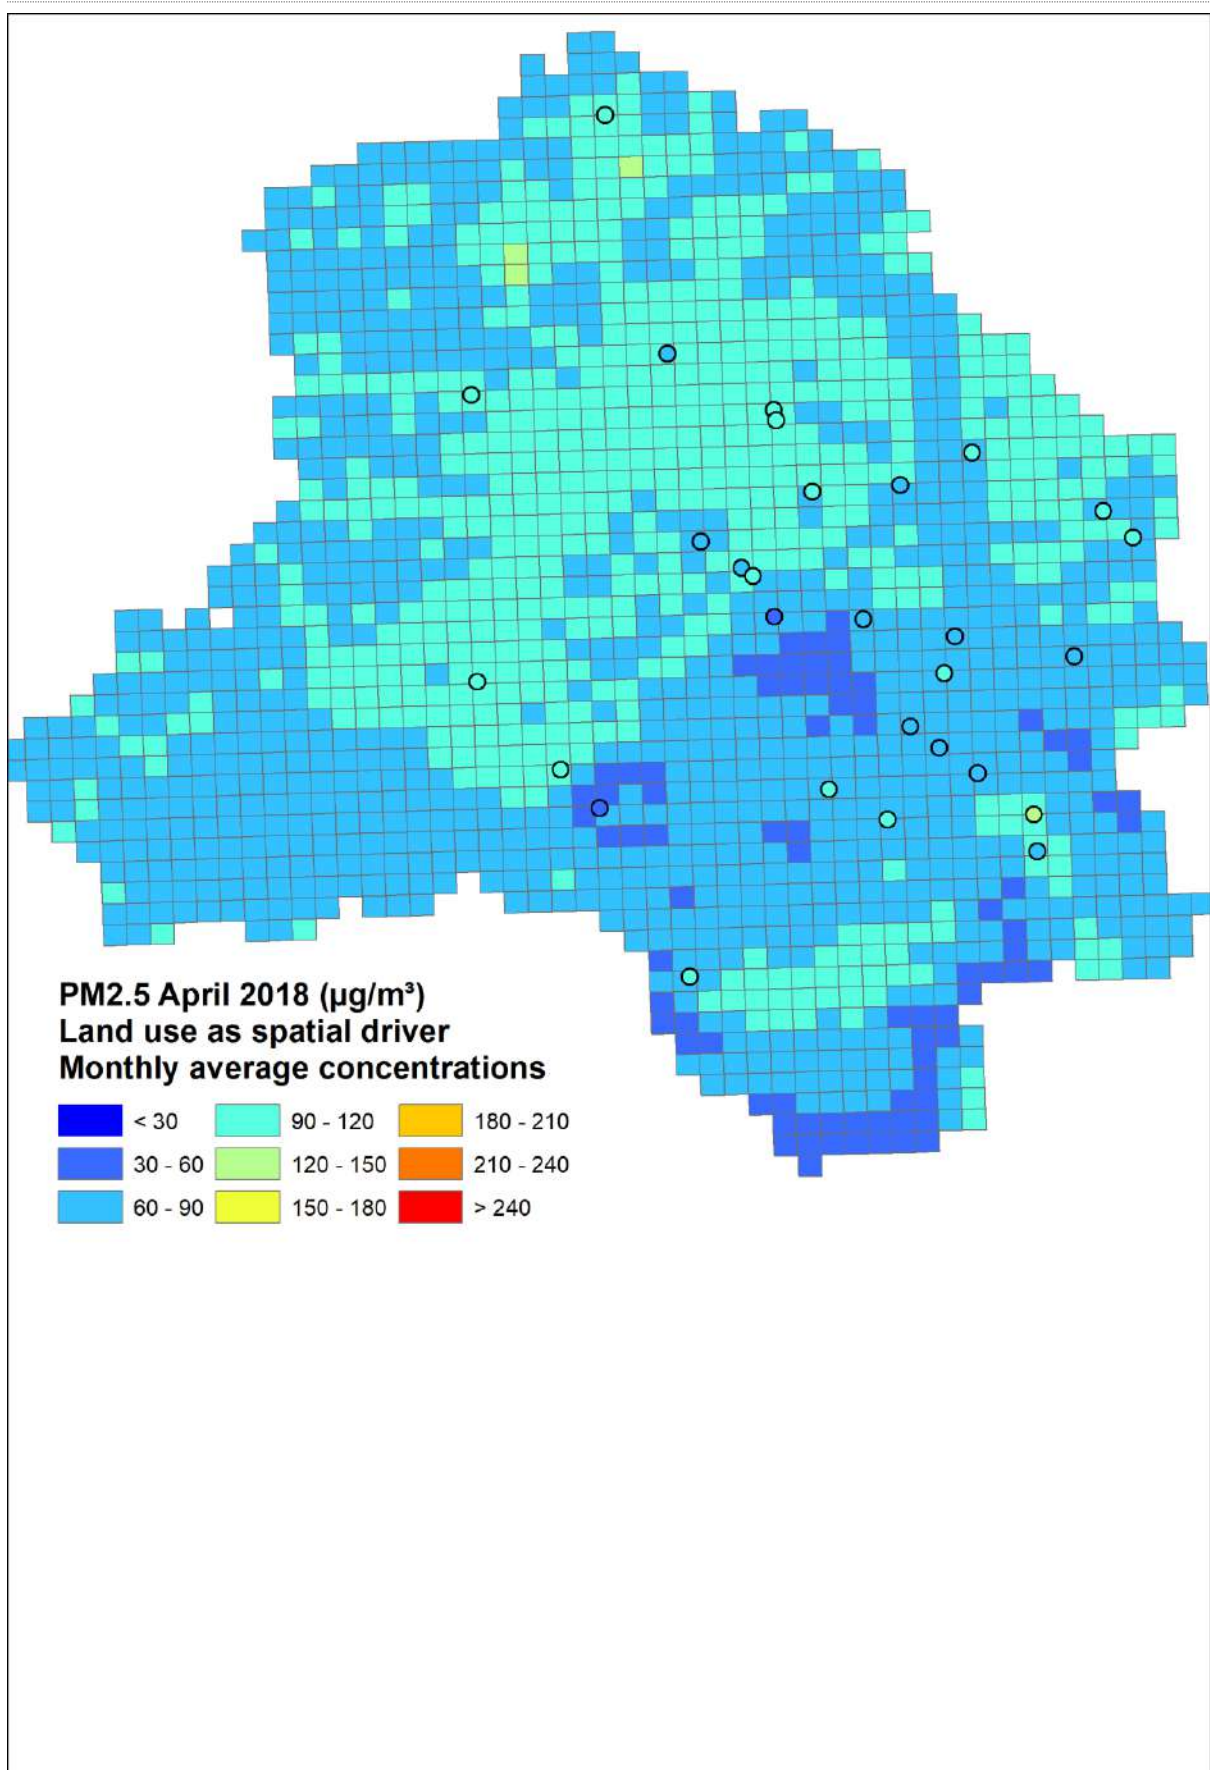 PM2.5 April 2018 (µg/m³)
Land use as spatial driver
Monthly average concentrations
< 30
90 - 120
180 - 210
30 - 60
120 - 150
210 - 240
60 - 90
150 - 180
> 240